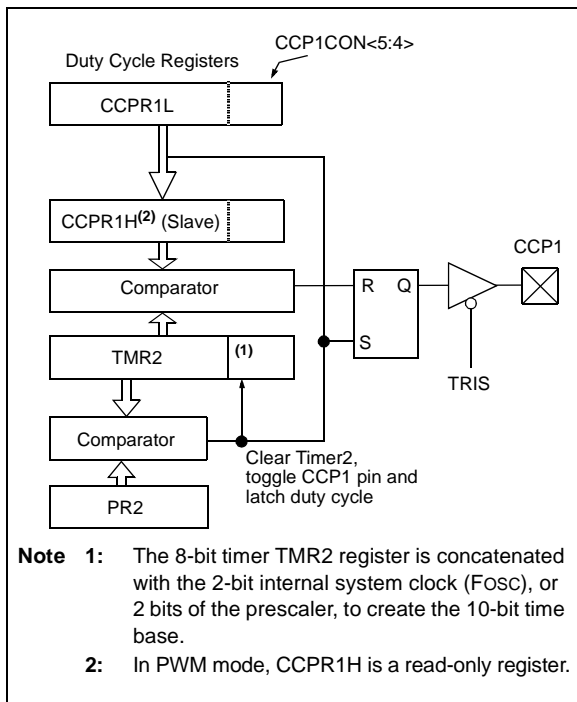 CCP1CON<5:4>
Duty Cycle Registers
CCPR1L
CCPR1H(2) (Slave)
CCP1
Comparator
R Q
TMR2
(1)
S
TRIS
Comparator
Clear Timer2,
toggle CCP1 pin and
latch duty cycle
PR2
Note 1: The 8-bit timer TMR2 register is concatenated
with the 2-bit internal system clock (FOSC), or
2 bits of the prescaler, to create the 10-bit time
base.
2: In PWM mode, CCPR1H is a read-only register.